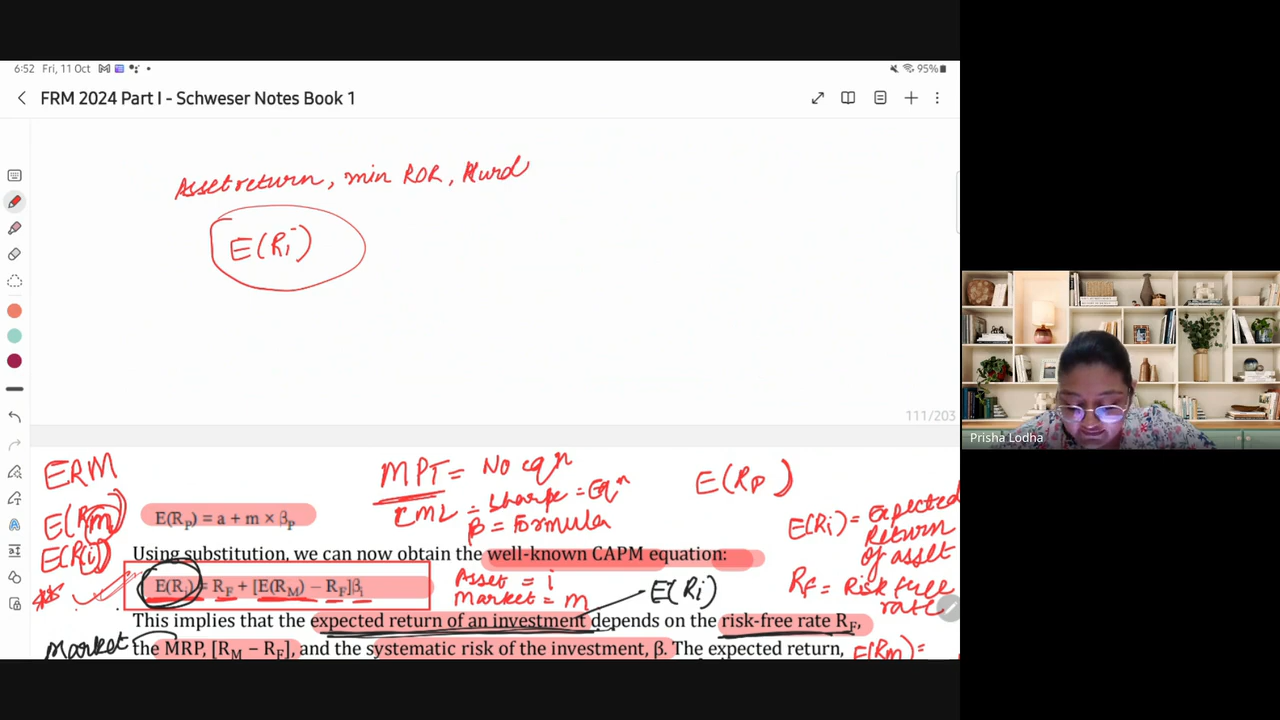 6:52 Fri, 11 Oct 95%
FRM 2024 Part I - Schweser Notes Book 1
Asset return, min ROR,
E(Ri)
111/203
ERM
E(Rm)
E(Ri)
MPT = No eqn
CML = Sharpe = Eqn
β = Formula
E(Rp)
E(RP) = a + m × βP
E(Ri) = Expected
Return
of asset
Using substitution, we can now obtain the well-known CAPM equation:
E(Ri) = RF + [E(RM) − RF]βi
Asset = i
Market = m
E(Ri)
RF = Risk full
rate
This implies that the expected return of an investment depends on the risk-free rate RF,
Market
the MRP, [RM − RF], and the systematic risk of the investment, β. The expected return,
E(Rm) =
Prisha Lodha